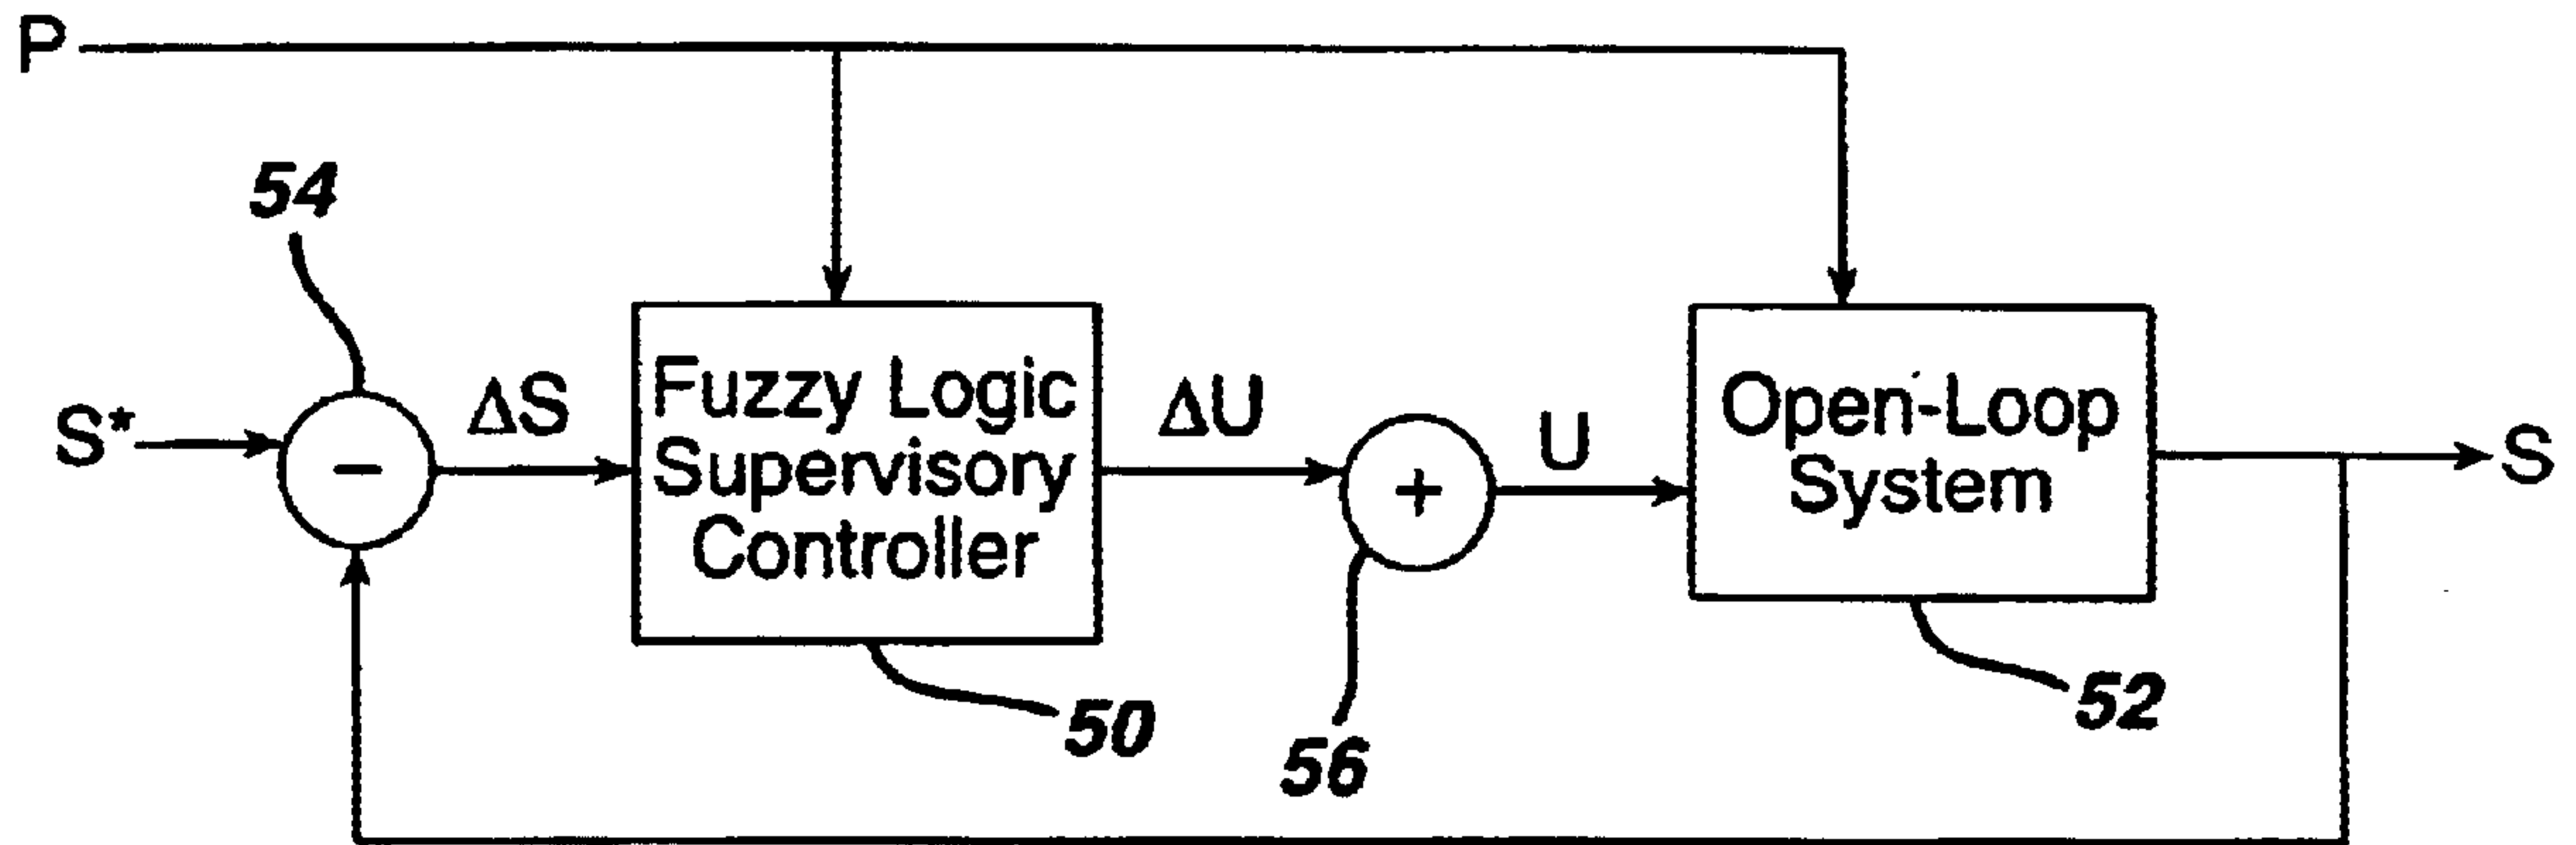 P
54
S*
−
ΔS
Fuzzy Logic
Supervisory
Controller
ΔU
+
U
Open-Loop
System
S
50
56
52